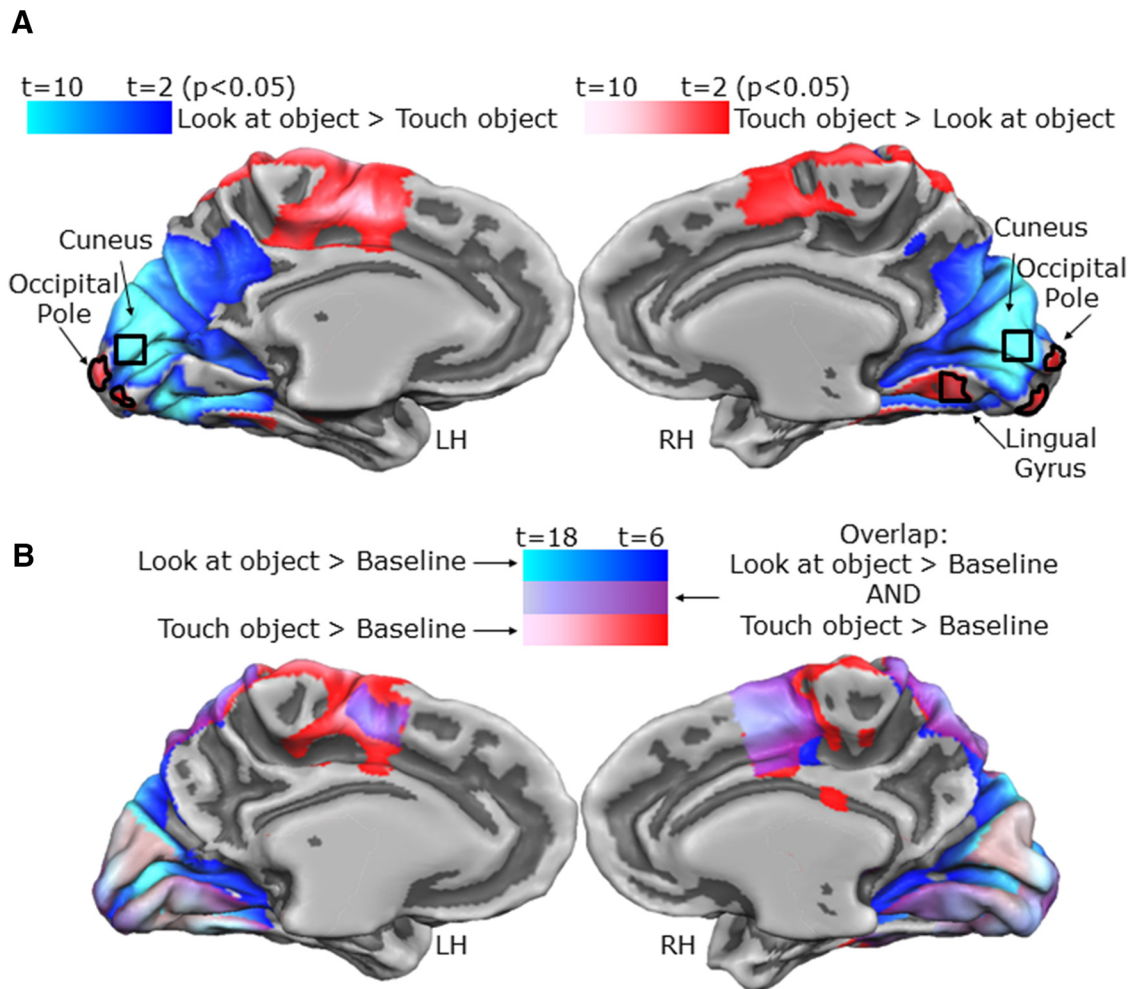 A
t=10 t=2 (p<0.05)
Look at object > Touch object
t=10 t=2 (p<0.05)
Touch object > Look at object
Cuneus
Occipital
Pole
LH
Cuneus
Occipital
Pole
RH
Lingual
Gyrus
B
t=18 t=6
Look at object > Baseline
Touch object > Baseline
Overlap:
Look at object > Baseline
AND
Touch object > Baseline
LH
RH